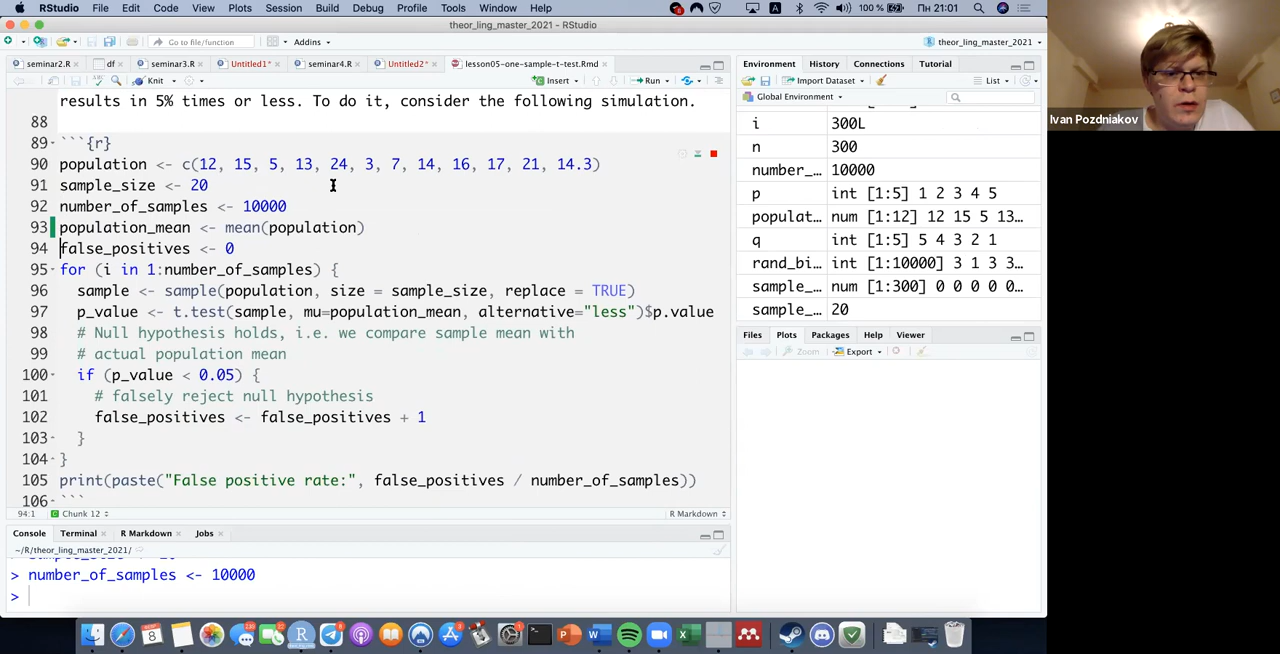 RStudio File Edit Code View Plots Session Build Debug Profile Tools Window Help 100 % Пн 21:01
theor_ling_master_2021 - RStudio
Go to file/function Addins theor_ling_master_2021
seminar2.R df seminar3.R Untitled1* seminar4.R Untitled2* lesson05-one-sample-t-test.Rmd
Knit Insert Run
results in 5% times or less. To do it, consider the following simulation.
88
89 ```{r}
90 population <- c(12, 15, 5, 13, 24, 3, 7, 14, 16, 17, 21, 14.3)
91 sample_size <- 20
92 number_of_samples <- 10000
93 population_mean <- mean(population)
94 false_positives <- 0
95 for (i in 1:number_of_samples) {
96 sample <- sample(population, size = sample_size, replace = TRUE)
97 p_value <- t.test(sample, mu=population_mean, alternative="less")$p.value
98 # Null hypothesis holds, i.e. we compare sample mean with
99 # actual population mean
100 if (p_value < 0.05) {
101 # falsely reject null hypothesis
102 false_positives <- false_positives + 1
103 }
104 }
105 print(paste("False positive rate:", false_positives / number_of_samples))
106 ```
94:1 Chunk 12 R Markdown
Console Terminal R Markdown Jobs
~/R/theor_ling_master_2021/
> number_of_samples <- 10000
>
Environment History Connections Tutorial
Import Dataset List
Global Environment
i 300L
n 300
number_… 10000
p int [1:5] 1 2 3 4 5
populat… num [1:12] 12 15 5 13…
q int [1:5] 5 4 3 2 1
rand_bi… int [1:10000] 3 1 3 3…
sample_… num [1:300] 0 0 0 0 0…
sample_… 20
Files Plots Packages Help Viewer
Zoom Export
Ivan Pozdniakov